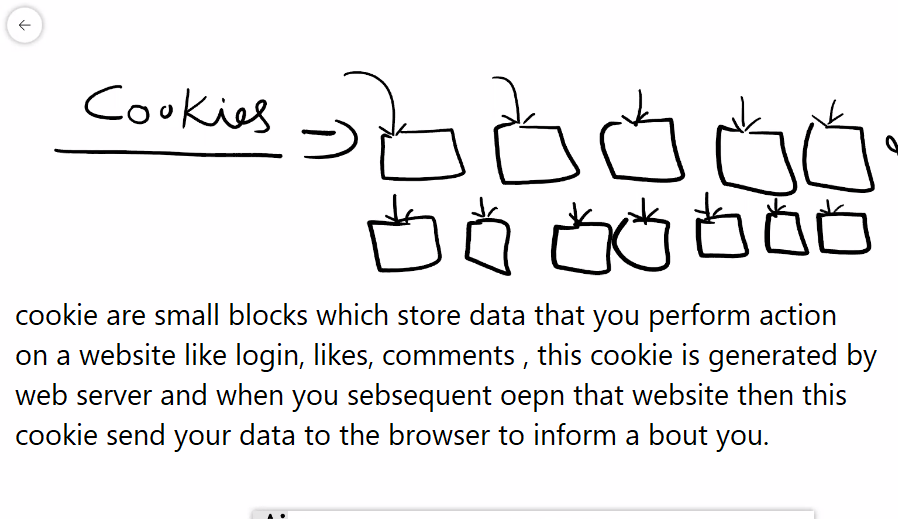 Cookies
cookie are small blocks which store data that you perform action
on a website like login, likes, comments , this cookie is generated by
web server and when you sebsequent oepn that website then this
cookie send your data to the browser to inform a bout you.